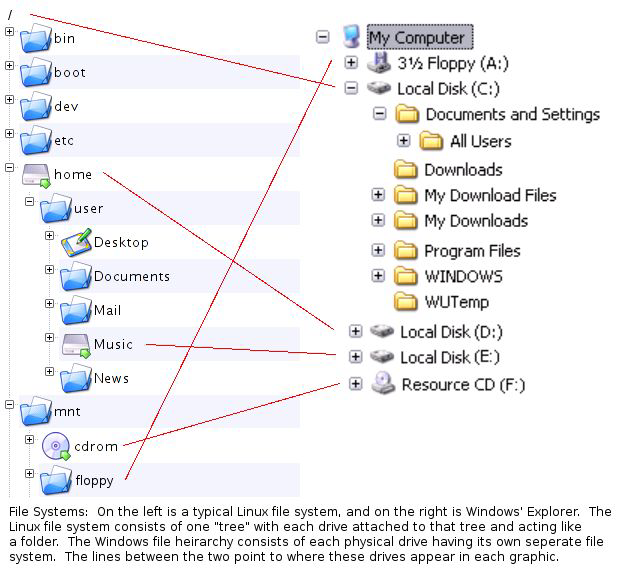 /
bin
boot
dev
etc
home
user
Desktop
Documents
Mail
Music
News
mnt
cdrom
floppy
My Computer
3½ Floppy (A:)
Local Disk (C:)
Documents and Settings
All Users
Downloads
My Download Files
My Downloads
Program Files
WINDOWS
WUTemp
Local Disk (D:)
Local Disk (E:)
Resource CD (F:)
File Systems:  On the left is a typical Linux file system, and on the right is Windows' Explorer.  The
Linux file system consists of one "tree" with each drive attached to that tree and acting like
a folder.  The Windows file heirarchy consists of each physical drive having its own seperate file
system.  The lines between the two point to where these drives appear in each graphic.